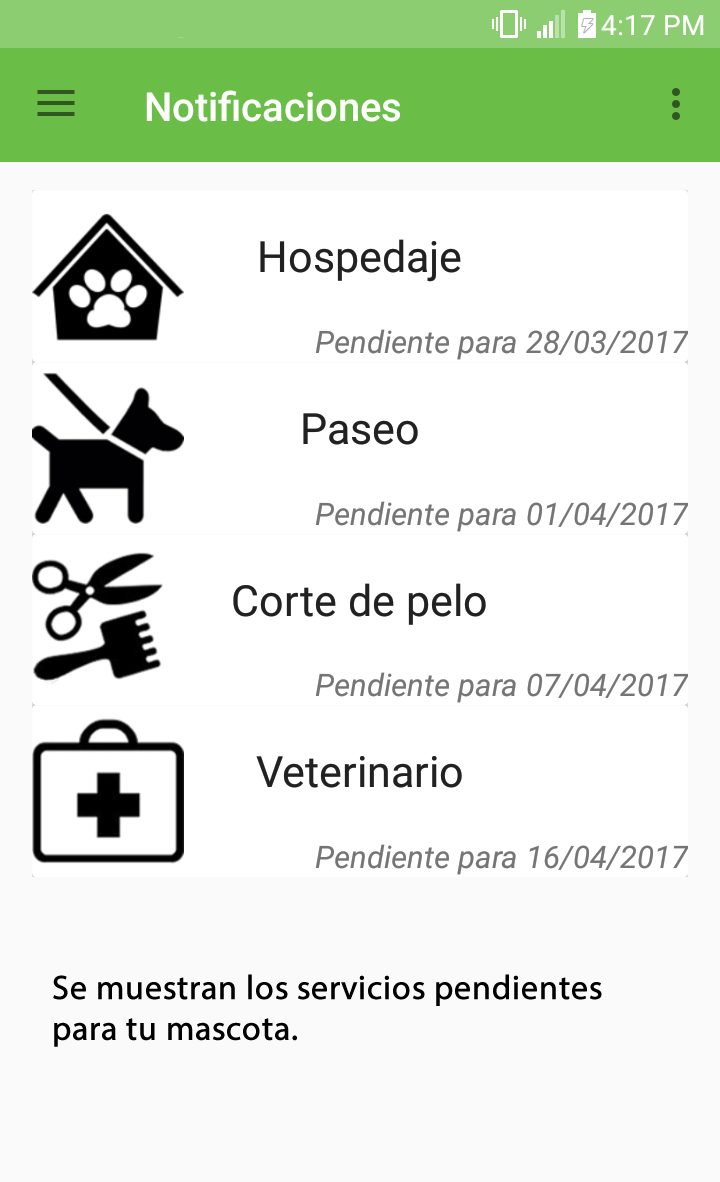 4:17 PM
Notificaciones
Hospedaje
Pendiente para 28/03/2017
Paseo
Pendiente para 01/04/2017
Corte de pelo
Pendiente para 07/04/2017
Veterinario
Pendiente para 16/04/2017
Se muestran los servicios pendientes
para tu mascota.